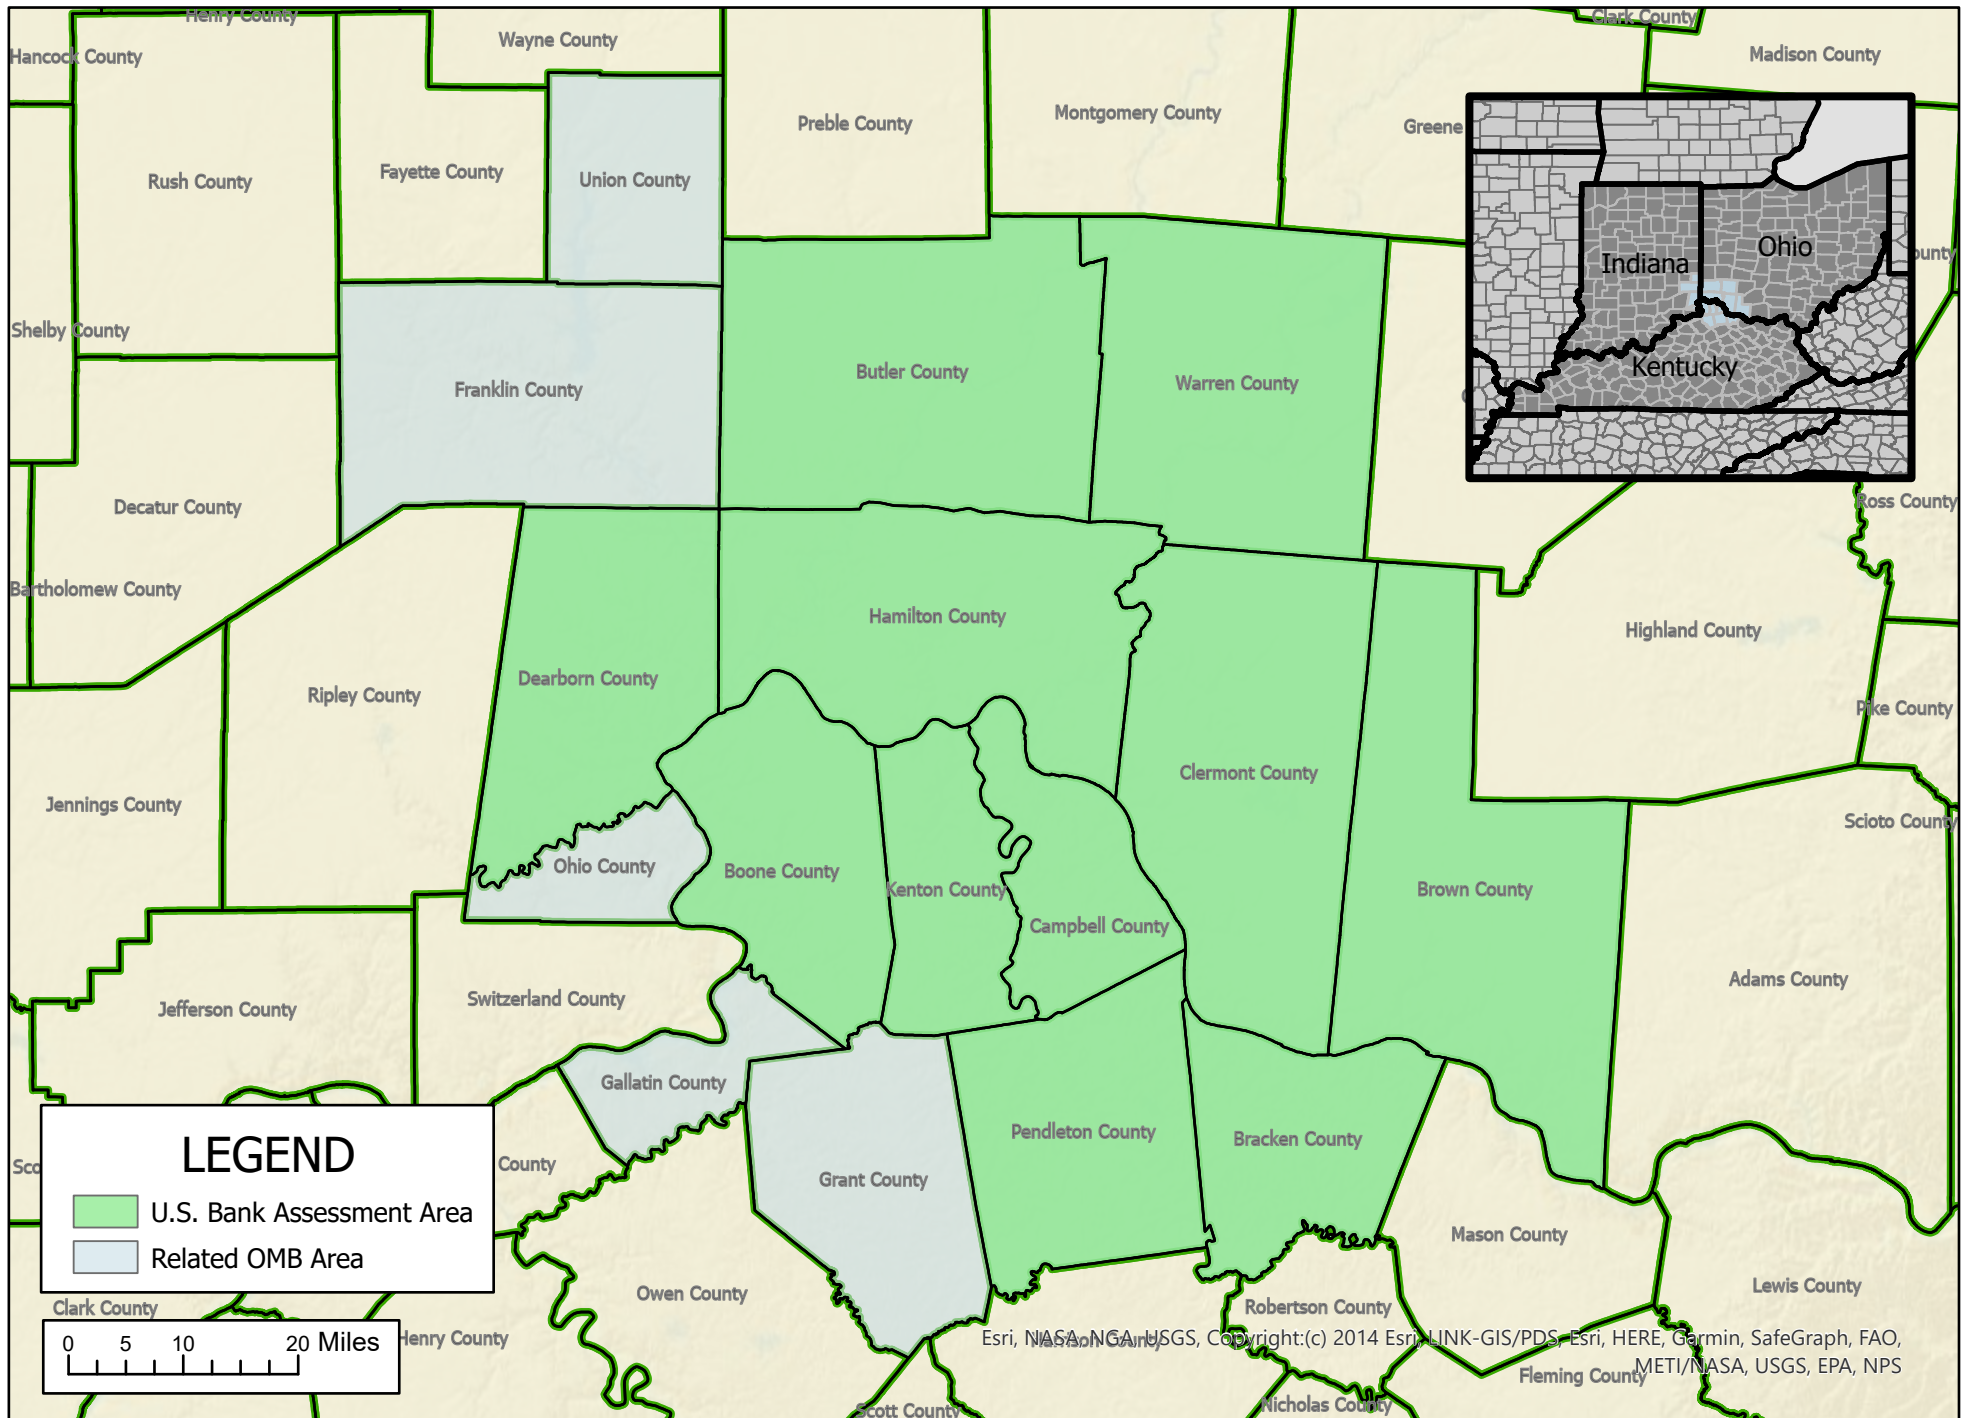 Henry County
Clark County
Wayne County
Hancock County
Madison County
Preble County
Montgomery County
Greene
Rush County
Fayette County
Union County
Indiana
Ohio
Kentucky
ounty
Shelby County
Franklin County
Butler County
Warren County
Decatur County
Ross County
Bartholomew County
Hamilton County
Highland County
Ripley County
Dearborn County
Pike County
Jennings County
Clermont County
Scioto County
Ohio County
Boone County
Kenton County
Brown County
Campbell County
Adams County
Jefferson County
Switzerland County
Gallatin County
Pendleton County
Bracken County
Sco
County
Grant County
Mason County
LEGEND
U.S. Bank Assessment Area
Related OMB Area
Owen County
Lewis County
Clark County
Robertson County
0 5 10 20 Miles
Henry County
Harrison County
Esri, NASA, NGA, USGS, Copyright:(c) 2014 Esri, LINK-GIS/PDS, Esri, HERE, Garmin, SafeGraph, FAO,
METI/NASA, USGS, EPA, NPS
Fleming County
Scott County
Nicholas County